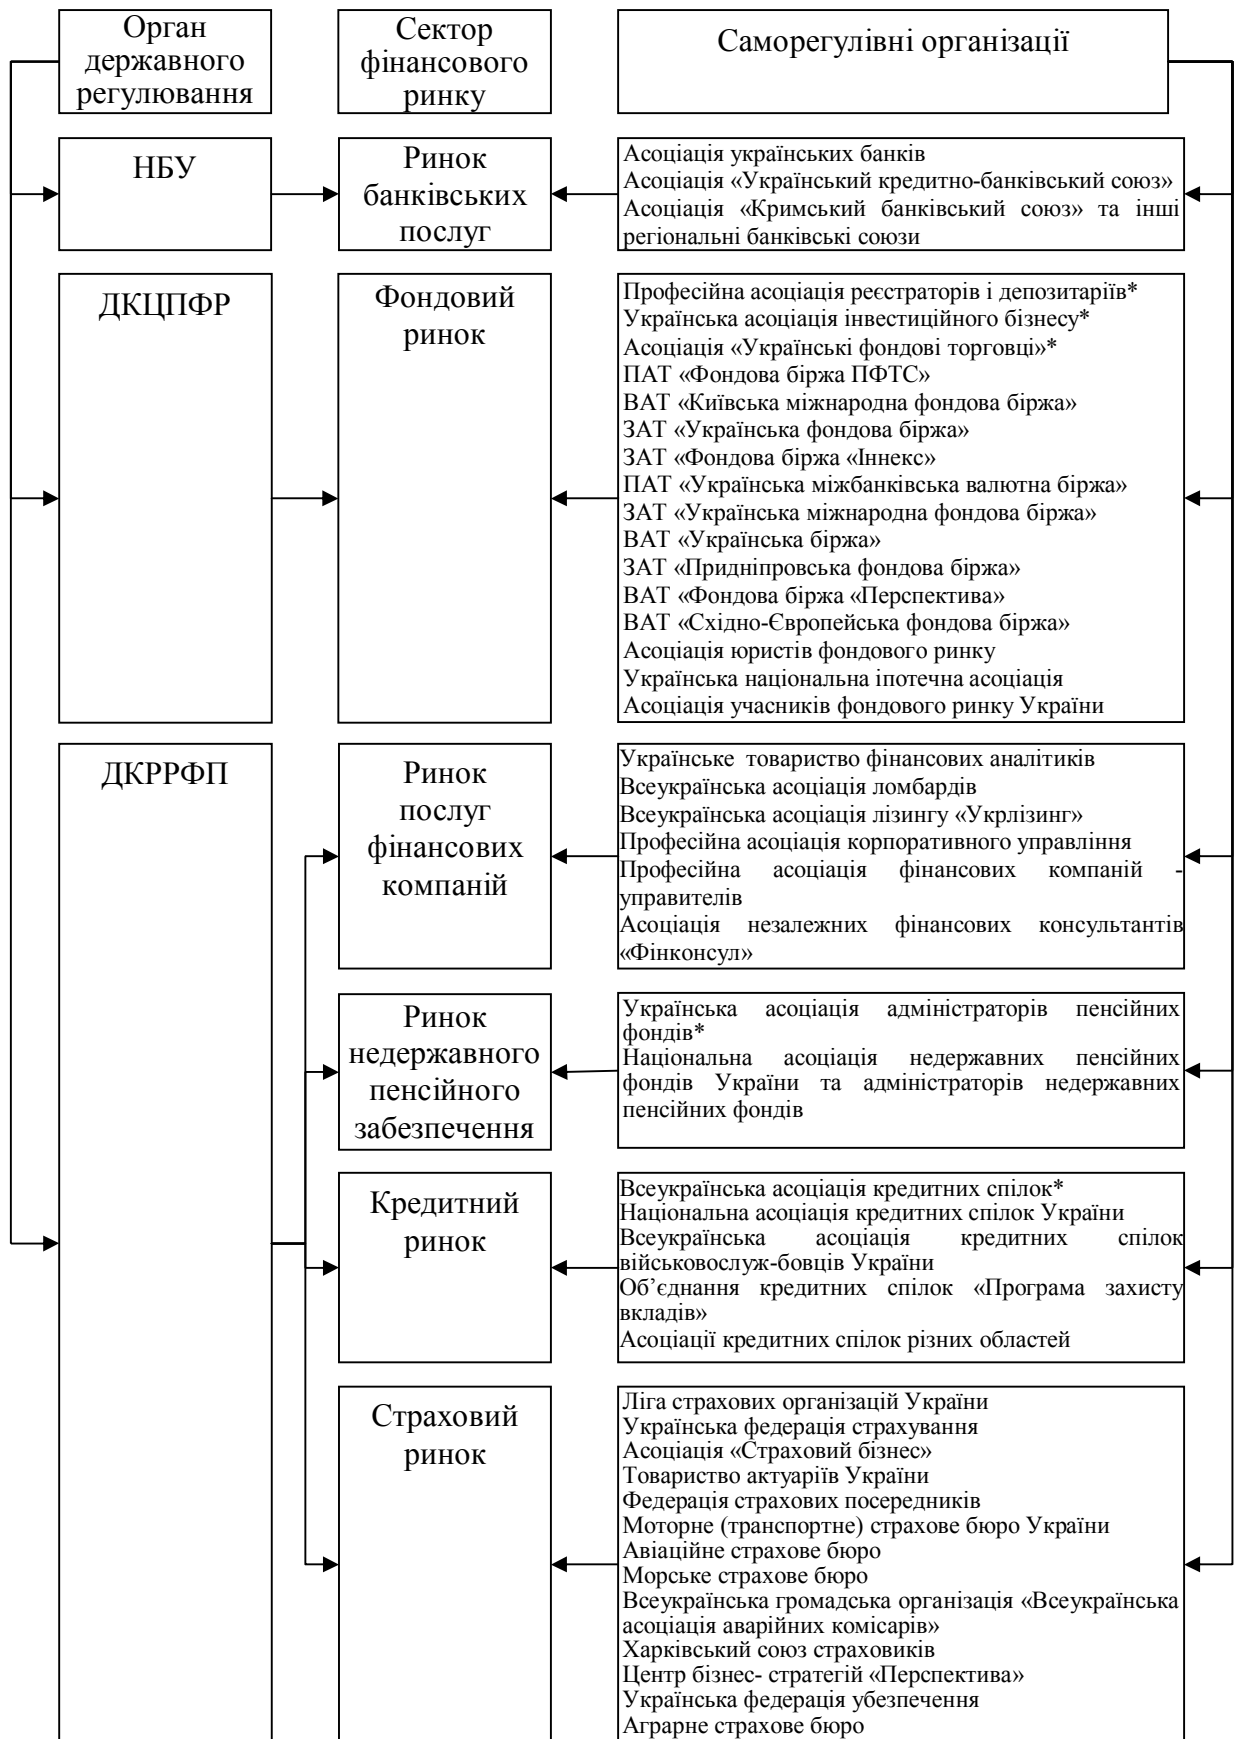 Орган
державного
регулювання
Сектор
фінансового
ринку
Саморегулівні організації
НБУ
Ринок
банківських
послуг
Асоціація українських банків
Асоціація «Український кредитно-банківський союз»
Асоціація «Кримський банківський союз» та інші
регіональні банківські союзи
ДКЦПФР
Фондовий
ринок
Професійна асоціація реєстраторів і депозитаріїв*
Українська асоціація інвестиційного бізнесу*
Асоціація «Українські фондові торговці»*
ПАТ «Фондова біржа ПФТС»
ВАТ «Київська міжнародна фондова біржа»
ЗАТ «Українська фондова біржа»
ЗАТ «Фондова біржа «Іннекс»
ПАТ «Українська міжбанківська валютна біржа»
ЗАТ «Українська міжнародна фондова біржа»
ВАТ «Українська біржа»
ЗАТ «Придніпровська фондова біржа»
ВАТ «Фондова біржа «Перспектива»
ВАТ «Східно-Європейська фондова біржа»
Асоціація юристів фондового ринку
Українська національна іпотечна асоціація
Асоціація учасників фондового ринку України
ДКРРФП
Ринок
послуг
фінансових
компаній
Українське товариство фінансових аналітиків
Всеукраїнська асоціація ломбардів
Всеукраїнська асоціація лізингу «Укрлізинг»
Професійна асоціація корпоративного управління
Професійна асоціація фінансових компаній -
управителів
Асоціація незалежних фінансових консультантів
«Фінконсул»
Ринок
недержавного
пенсійного
забезпечення
Українська асоціація адміністраторів пенсійних
фондів*
Національна асоціація недержавних пенсійних
фондів України та адміністраторів недержавних
пенсійних фондів
Кредитний
ринок
Всеукраїнська асоціація кредитних спілок*
Національна асоціація кредитних спілок України
Всеукраїнська асоціація кредитних спілок
військовослуж-бовців України
Об’єднання кредитних спілок «Програма захисту
вкладів»
Асоціації кредитних спілок різних областей
Страховий
ринок
Ліга страхових організацій України
Українська федерація страхування
Асоціація «Страховий бізнес»
Товариство актуаріїв України
Федерація страхових посередників
Моторне (транспортне) страхове бюро України
Авіаційне страхове бюро
Морське страхове бюро
Всеукраїнська громадська організація «Всеукраїнська
асоціація аварійних комісарів»
Харківський союз страховиків
Центр бізнес- стратегій «Перспектива»
Українська федерація убезпечення
Аграрне страхове бюро